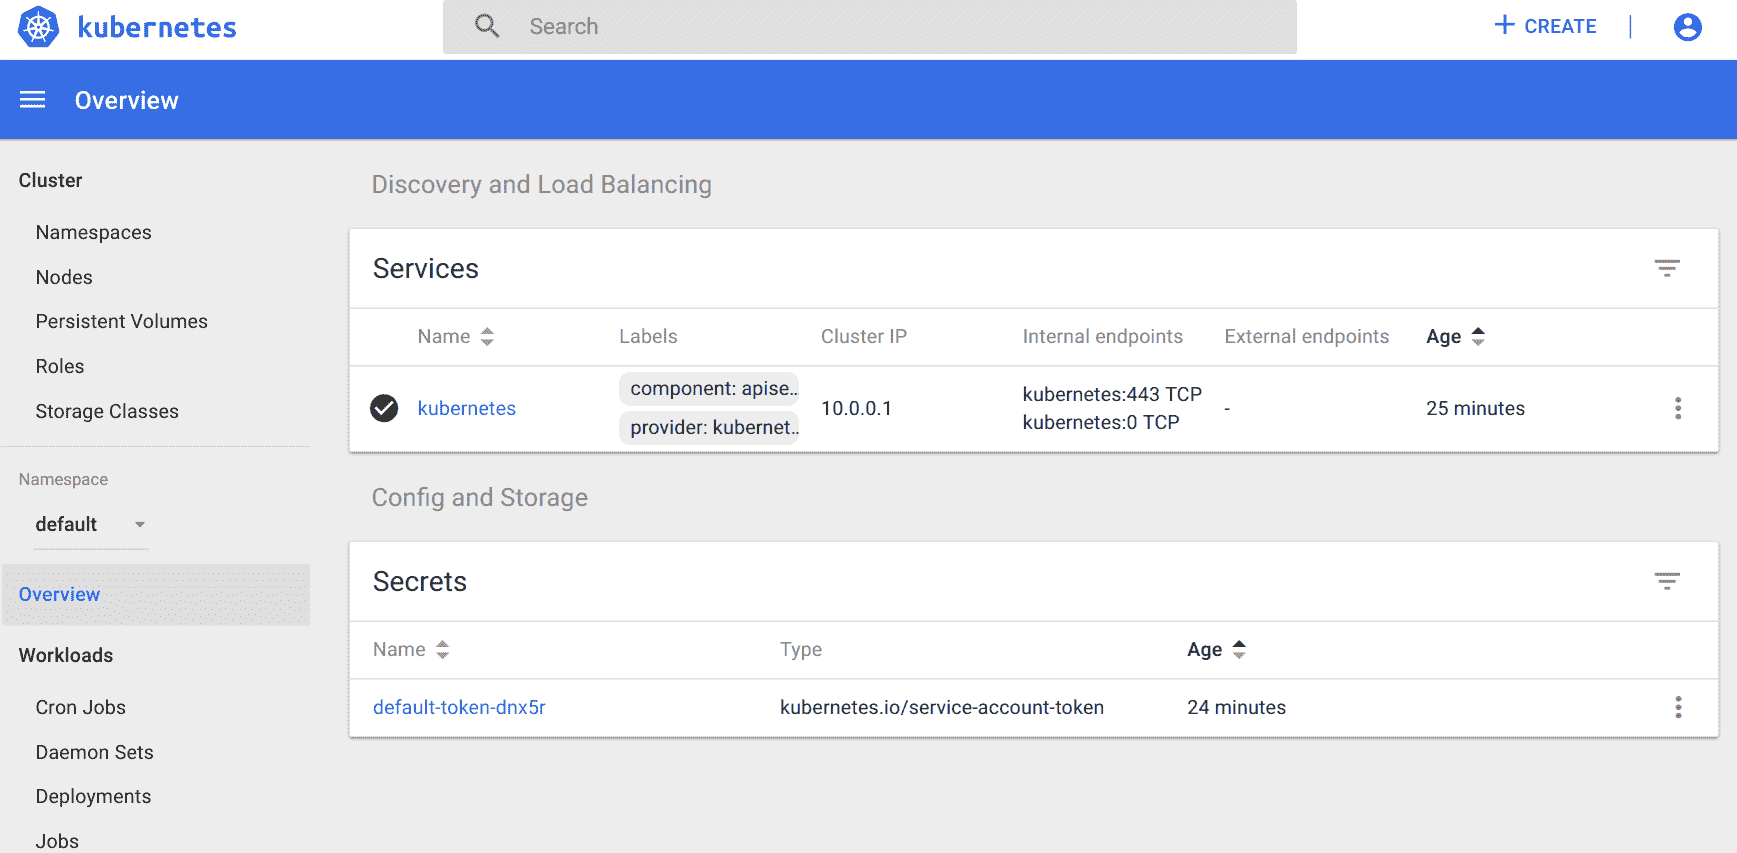 kubernetes
Search
CREATE
Overview
Cluster
Namespaces
Nodes
Persistent Volumes
Roles
Storage Classes
Namespace
default
Overview
Workloads
Cron Jobs
Daemon Sets
Deployments
Jobs
Discovery and Load Balancing
Services
Name Labels Cluster IP Internal endpoints External endpoints Age
kubernetes component: apise... 10.0.0.1 kubernetes:443 TCP - 25 minutes
provider: kubernet... kubernetes:0 TCP
Config and Storage
Secrets
Name Type Age
default-token-dnx5r kubernetes.io/service-account-token 24 minutes